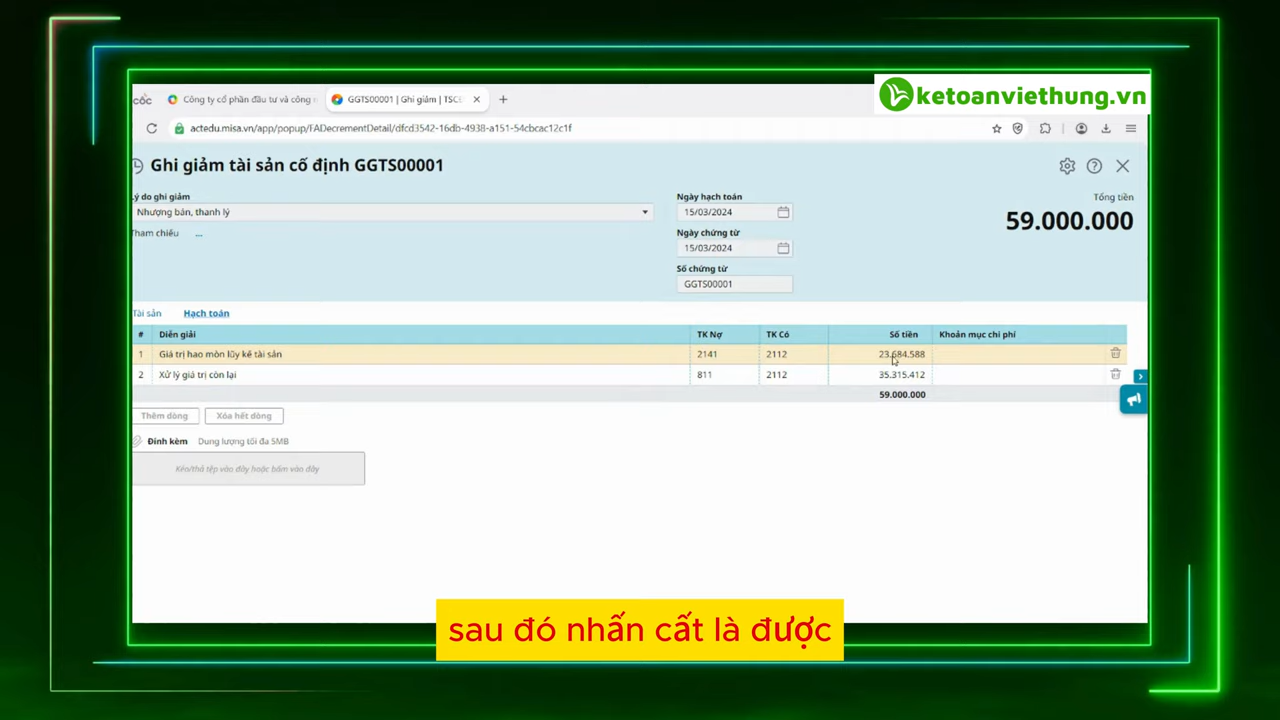 ketoanviethung.vn
CỐC
Công ty cổ phần đầu tư và công
GGTS00001 | Ghi giảm | TSCĐ
actedu.misa.vn/app/popup/FADecrementDetail/dfcd3542-16db-4938-a151-54cbcac12c1f
Ghi giảm tài sản cố định GGTS00001
Lý do ghi giảm
Nhượng bán, thanh lý
Tham chiếu ...
Ngày hạch toán
15/03/2024
Ngày chứng từ
15/03/2024
Số chứng từ
GGTS00001
Tổng tiền
59.000.000
Tài sản Hạch toán
# Diễn giải TK Nợ TK Có Số tiền Khoản mục chi phí
1 Giá trị hao mòn lũy kế tài sản 2141 2112 23.684.588
2 Xử lý giá trị còn lại 811 2112 35.315.412
59.000.000
Thêm dòng Xóa hết dòng
Đính kèm Dung lượng tối đa 5MB
Kéo/thả tệp vào đây hoặc bấm vào đây
sau đó nhấn cất là được